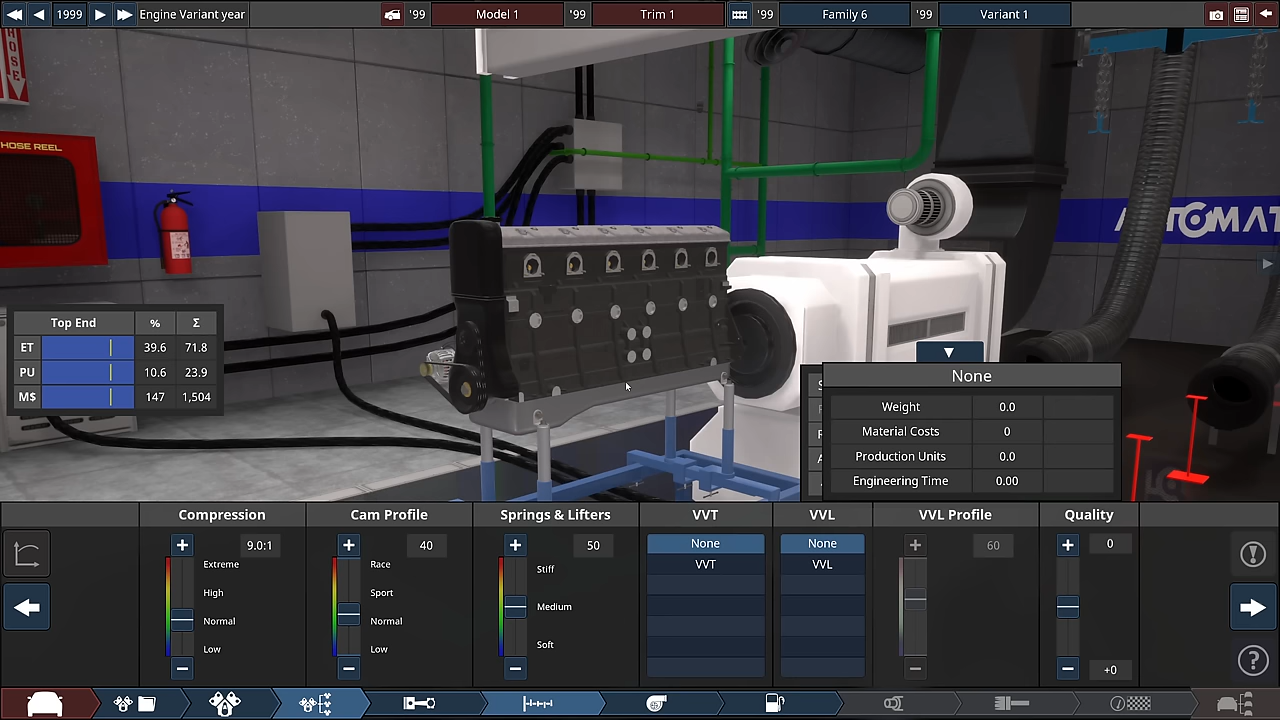 1999 Engine Variant year '99 Model 1 '99 Trim 1 '99 Family 6 '99 Variant 1
HOSE
HOSE REEL
Top End % Σ
ET 39.6 71.8
PU 10.6 23.9
M$ 147 1,504
None
Weight 0.0
Material Costs 0
Production Units 0.0
Engineering Time 0.00
Compression Cam Profile Springs & Lifters VVT VVL VVL Profile Quality
9.0:1 40 50 None None 60 0
Extreme Race Stiff VVT VVL
High Sport
Normal Normal Medium
Low Low Soft
+0